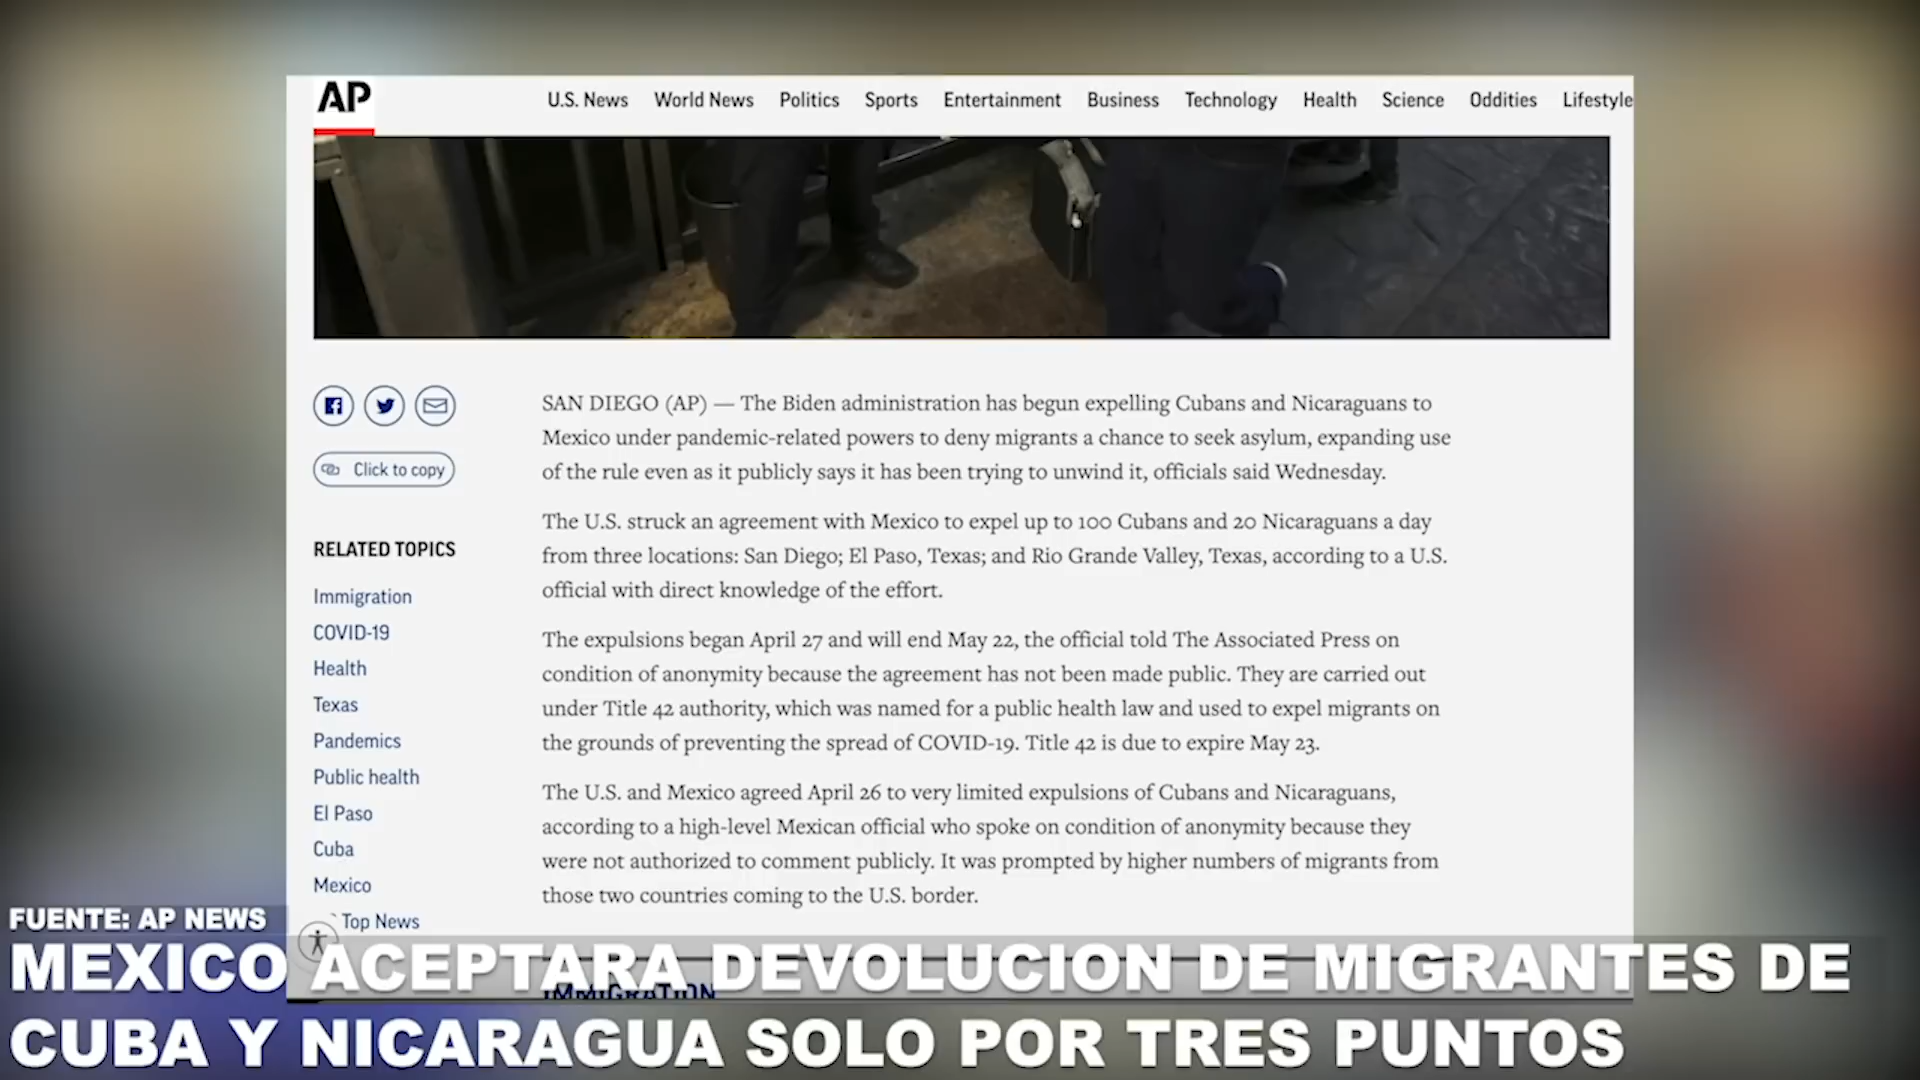 AP
U.S. News World News Politics Sports Entertainment Business Technology Health Science Oddities Lifestyle
Click to copy
RELATED TOPICS
Immigration
COVID-19
Health
Texas
Pandemics
Public health
El Paso
Cuba
Mexico
Top News
SAN DIEGO (AP) — The Biden administration has begun expelling Cubans and Nicaraguans to
Mexico under pandemic-related powers to deny migrants a chance to seek asylum, expanding use
of the rule even as it publicly says it has been trying to unwind it, officials said Wednesday.
The U.S. struck an agreement with Mexico to expel up to 100 Cubans and 20 Nicaraguans a day
from three locations: San Diego; El Paso, Texas; and Rio Grande Valley, Texas, according to a U.S.
official with direct knowledge of the effort.
The expulsions began April 27 and will end May 22, the official told The Associated Press on
condition of anonymity because the agreement has not been made public. They are carried out
under Title 42 authority, which was named for a public health law and used to expel migrants on
the grounds of preventing the spread of COVID-19. Title 42 is due to expire May 23.
The U.S. and Mexico agreed April 26 to very limited expulsions of Cubans and Nicaraguans,
according to a high-level Mexican official who spoke on condition of anonymity because they
were not authorized to comment publicly. It was prompted by higher numbers of migrants from
those two countries coming to the U.S. border.
IMMIGRATION
FUENTE: AP NEWS
MEXICO ACEPTARA DEVOLUCION DE MIGRANTES DE
CUBA Y NICARAGUA SOLO POR TRES PUNTOS